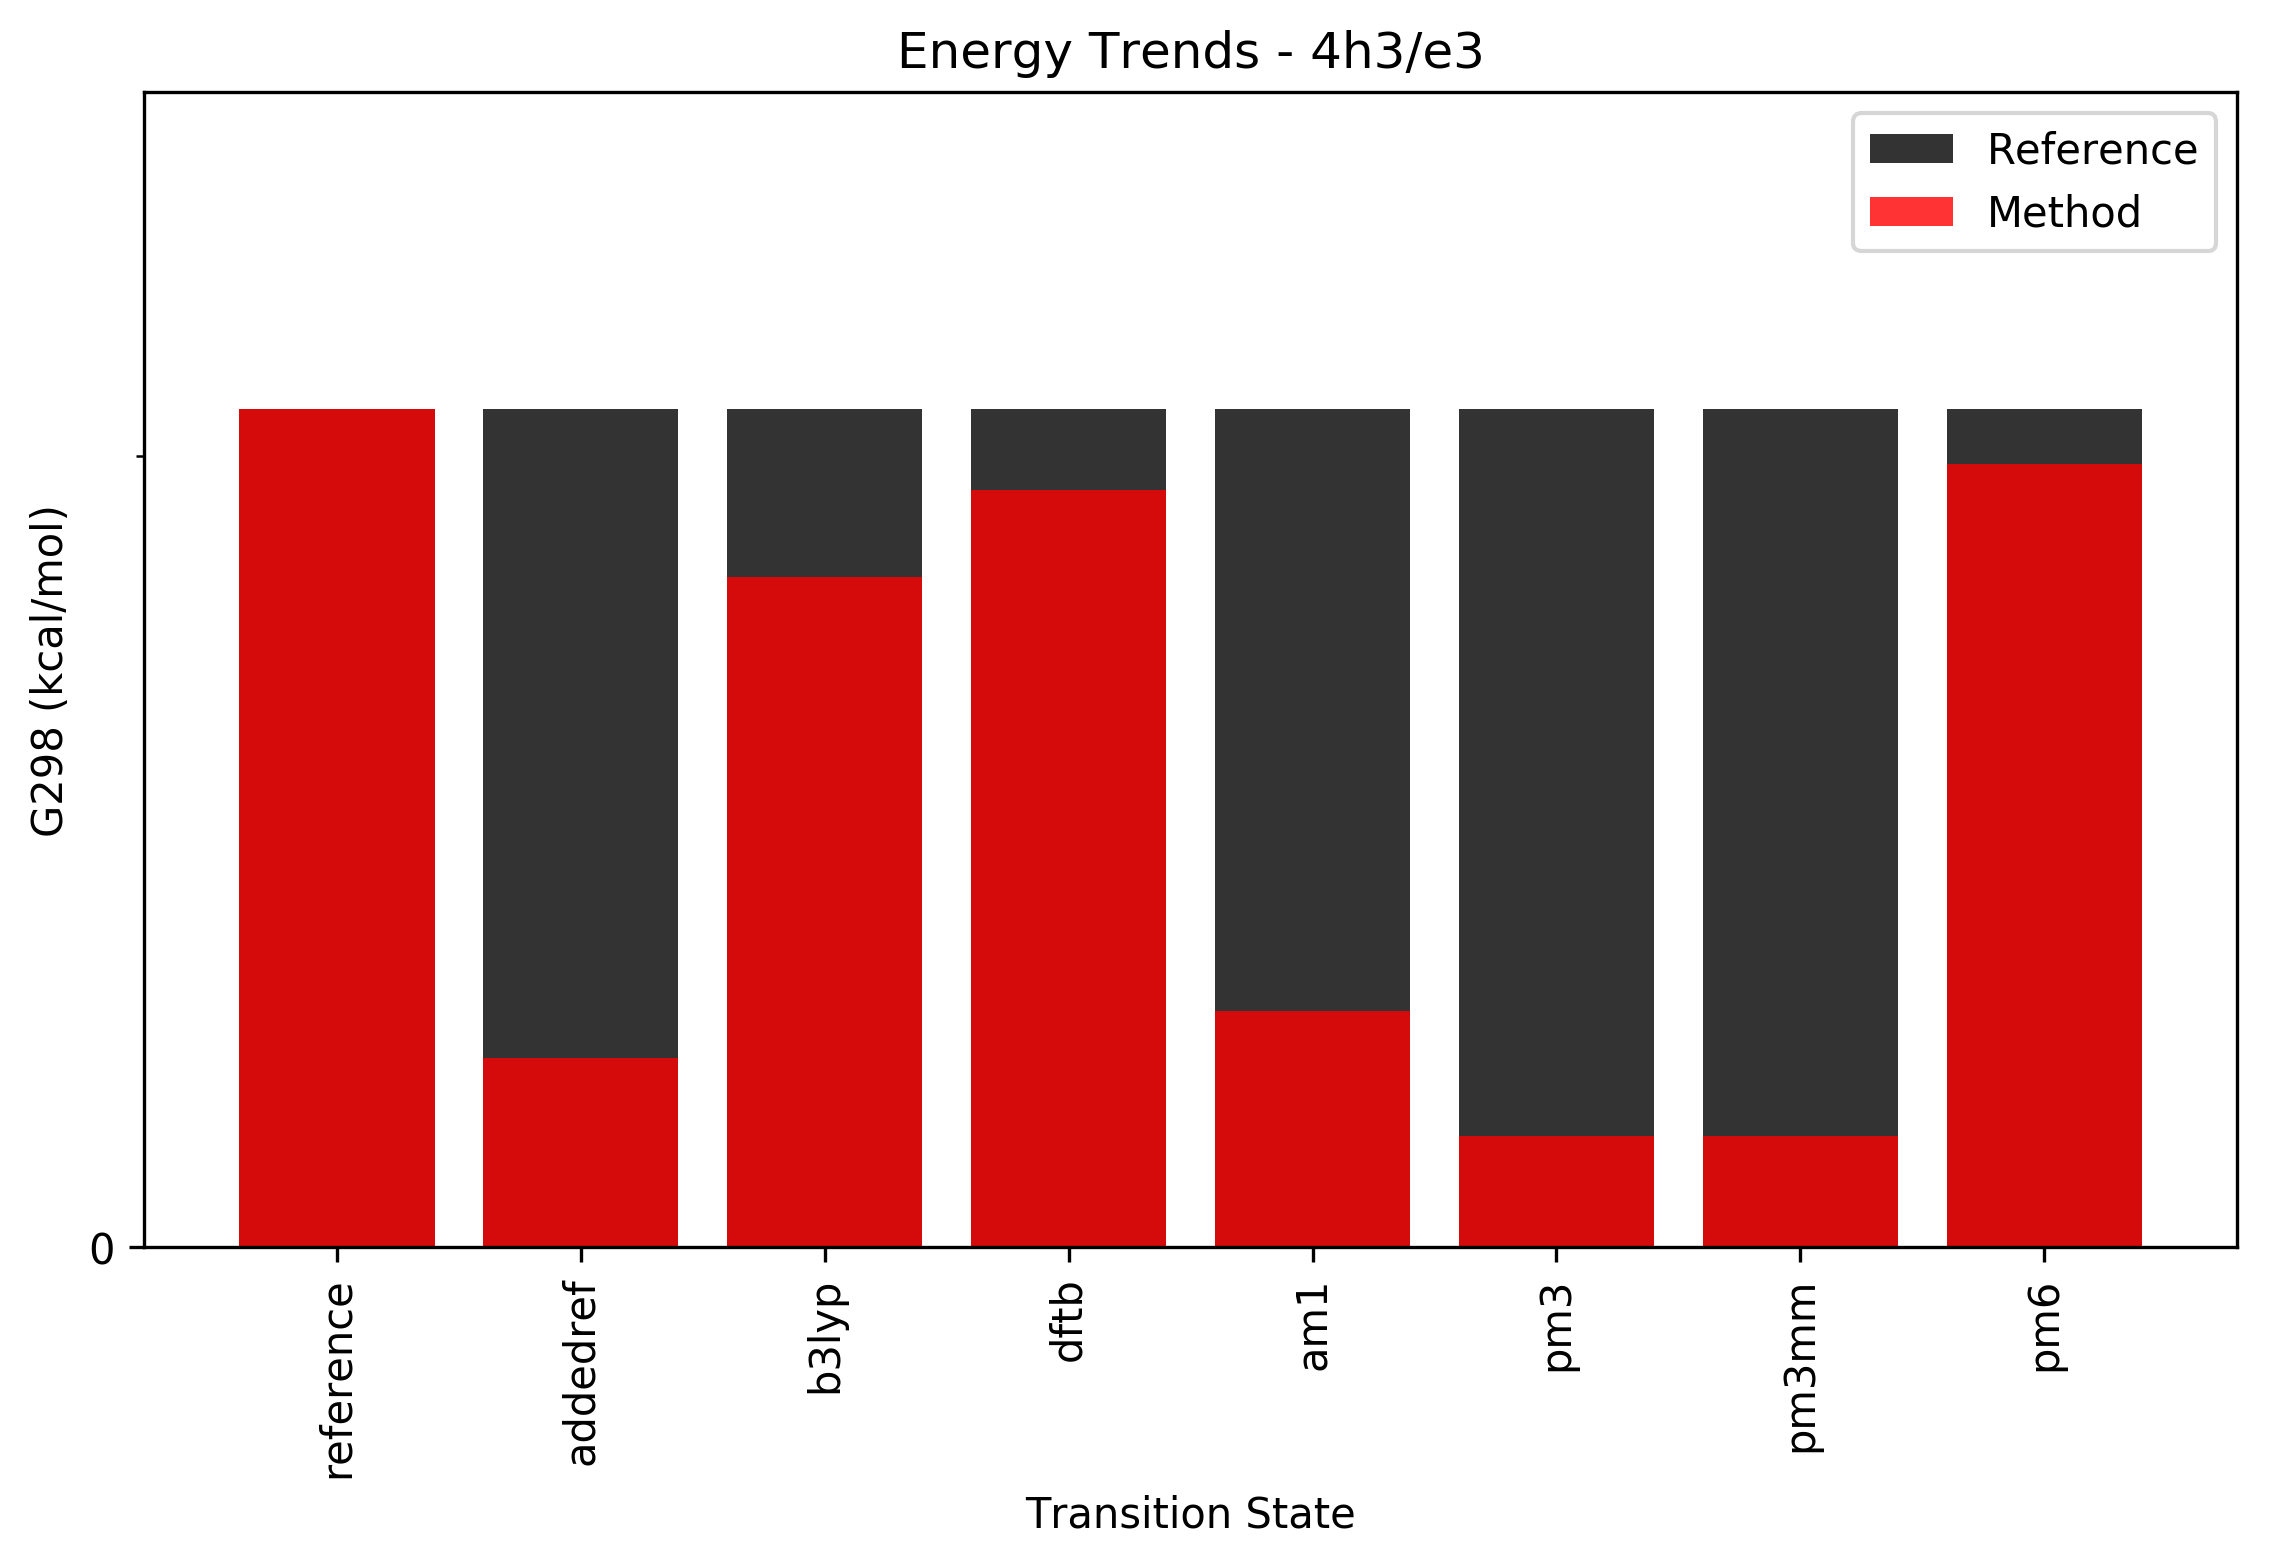 Energy Trends - 4h3/e3
Reference
Method
G298 (kcal/mol)
0
reference
addedref
b3lyp
dftb
am1
pm3
pm3mm
pm6
Transition State